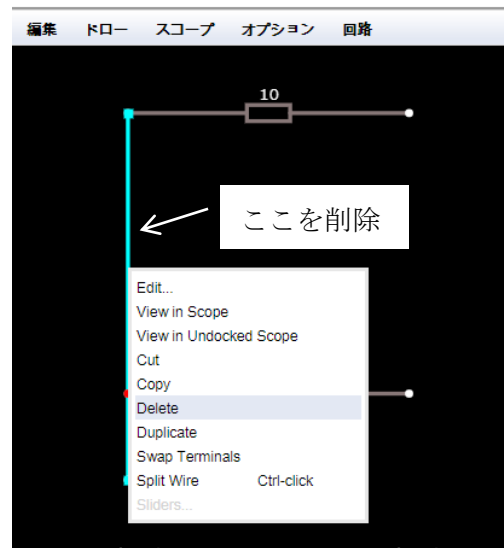 編集 ドロー スコープ オプション 回路
10
ここを削除
Edit...
View in Scope
View in Undocked Scope
Cut
Copy
Delete
Duplicate
Swap Terminals
Split Wire Ctrl-click
Sliders...